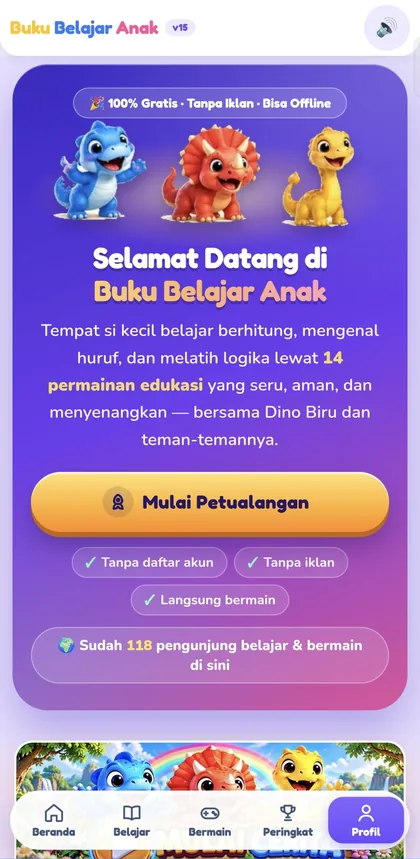 Buku Belajar Anak v15
🎉 100% Gratis · Tanpa Iklan · Bisa Offline
Selamat Datang di
Buku Belajar Anak
Tempat si kecil belajar berhitung, mengenal
huruf, dan melatih logika lewat 14
permainan edukasi yang seru, aman, dan
menyenangkan — bersama Dino Biru dan
teman-temannya.
Mulai Petualangan
✓ Tanpa daftar akun ✓ Tanpa iklan
✓ Langsung bermain
🌍 Sudah 118 pengunjung belajar & bermain
di sini
Beranda Belajar Bermain Peringkat Profil